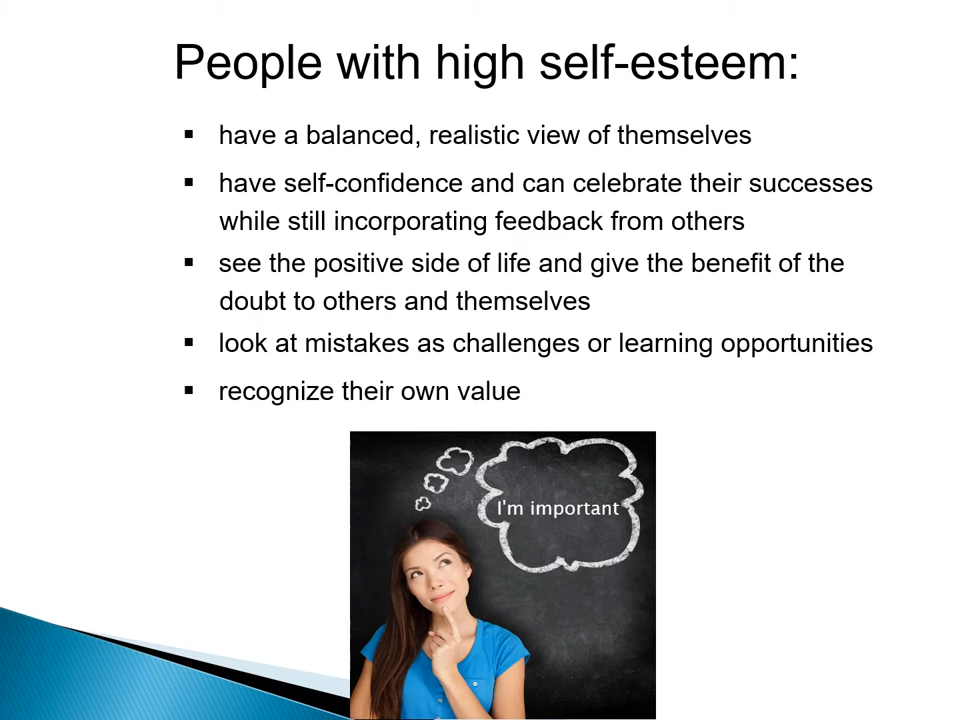 People with high self-esteem:
▪ have a balanced, realistic view of themselves
▪ have self-confidence and can celebrate their successes
while still incorporating feedback from others
▪ see the positive side of life and give the benefit of the
doubt to others and themselves
▪ look at mistakes as challenges or learning opportunities
▪ recognize their own value
I'm important